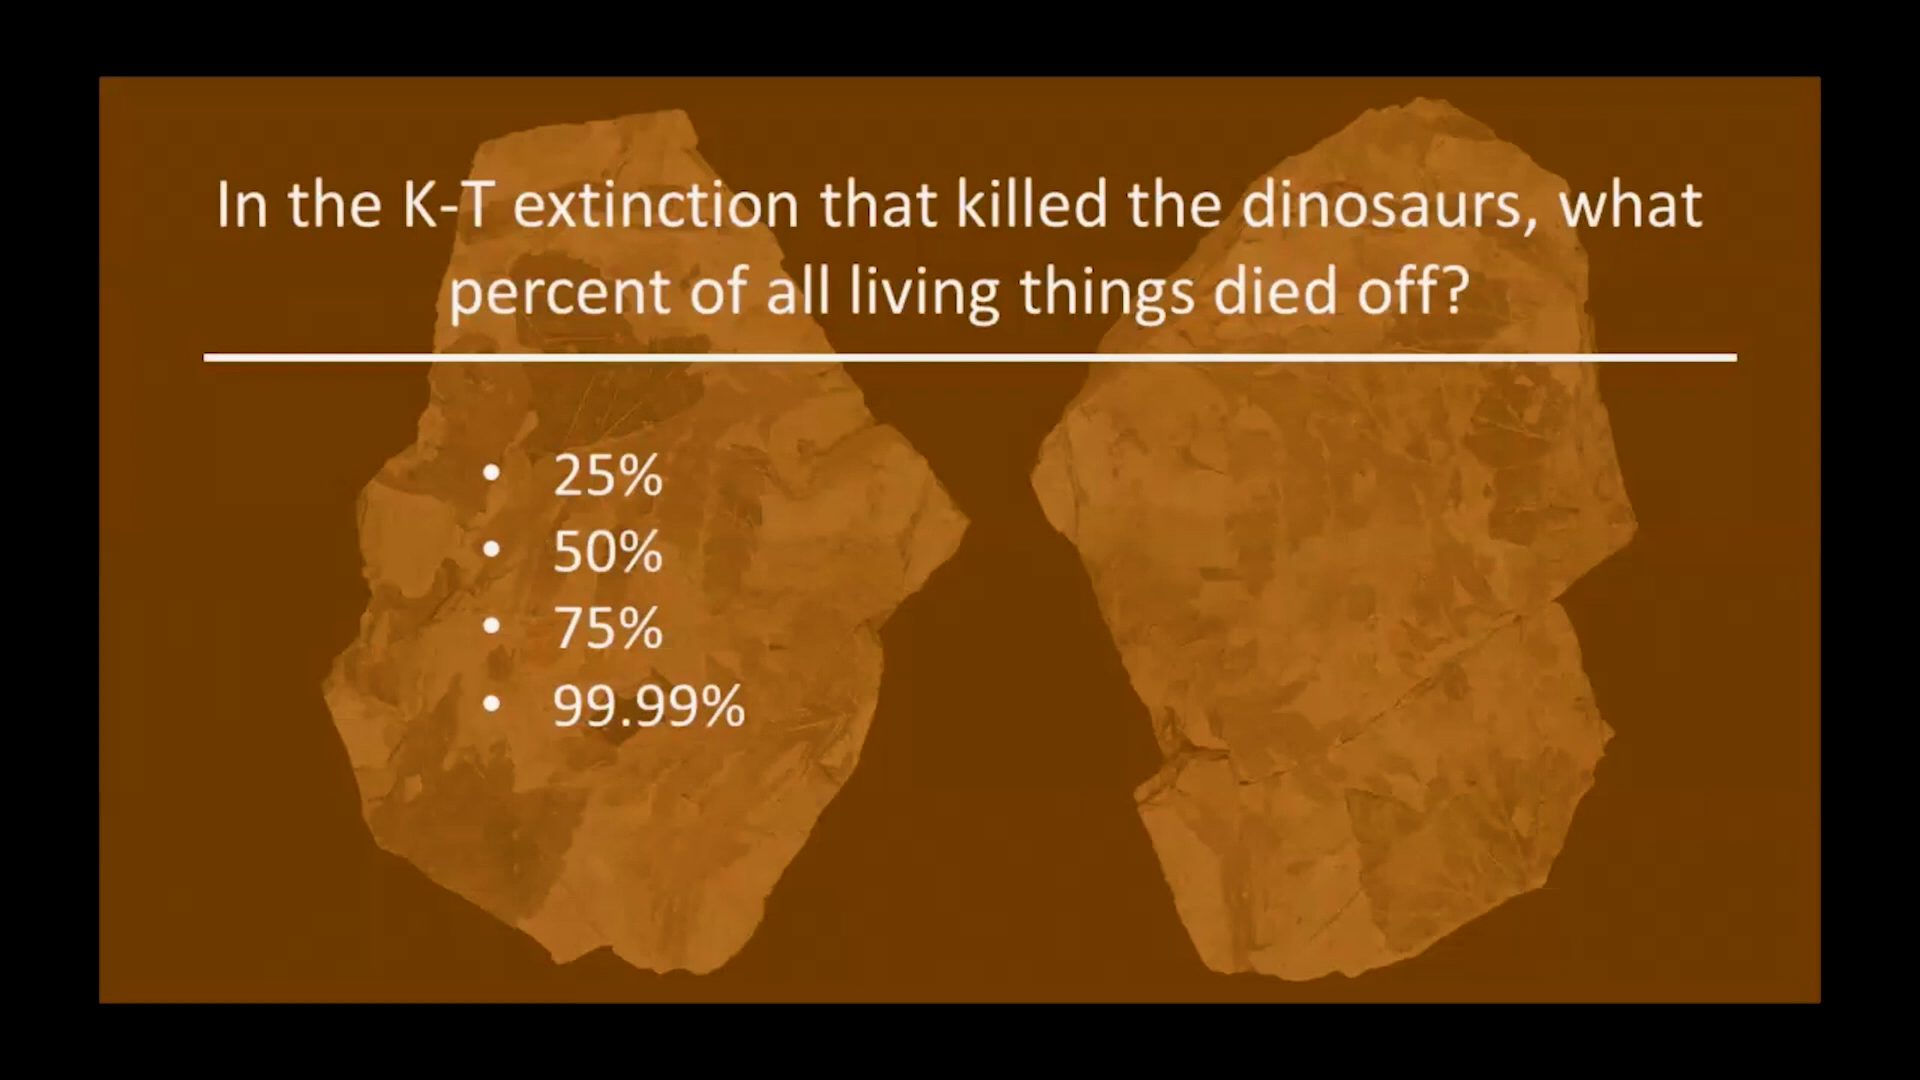 In the K-T extinction that killed the dinosaurs, what
percent of all living things died off?
• 25%
• 50%
• 75%
• 99.99%